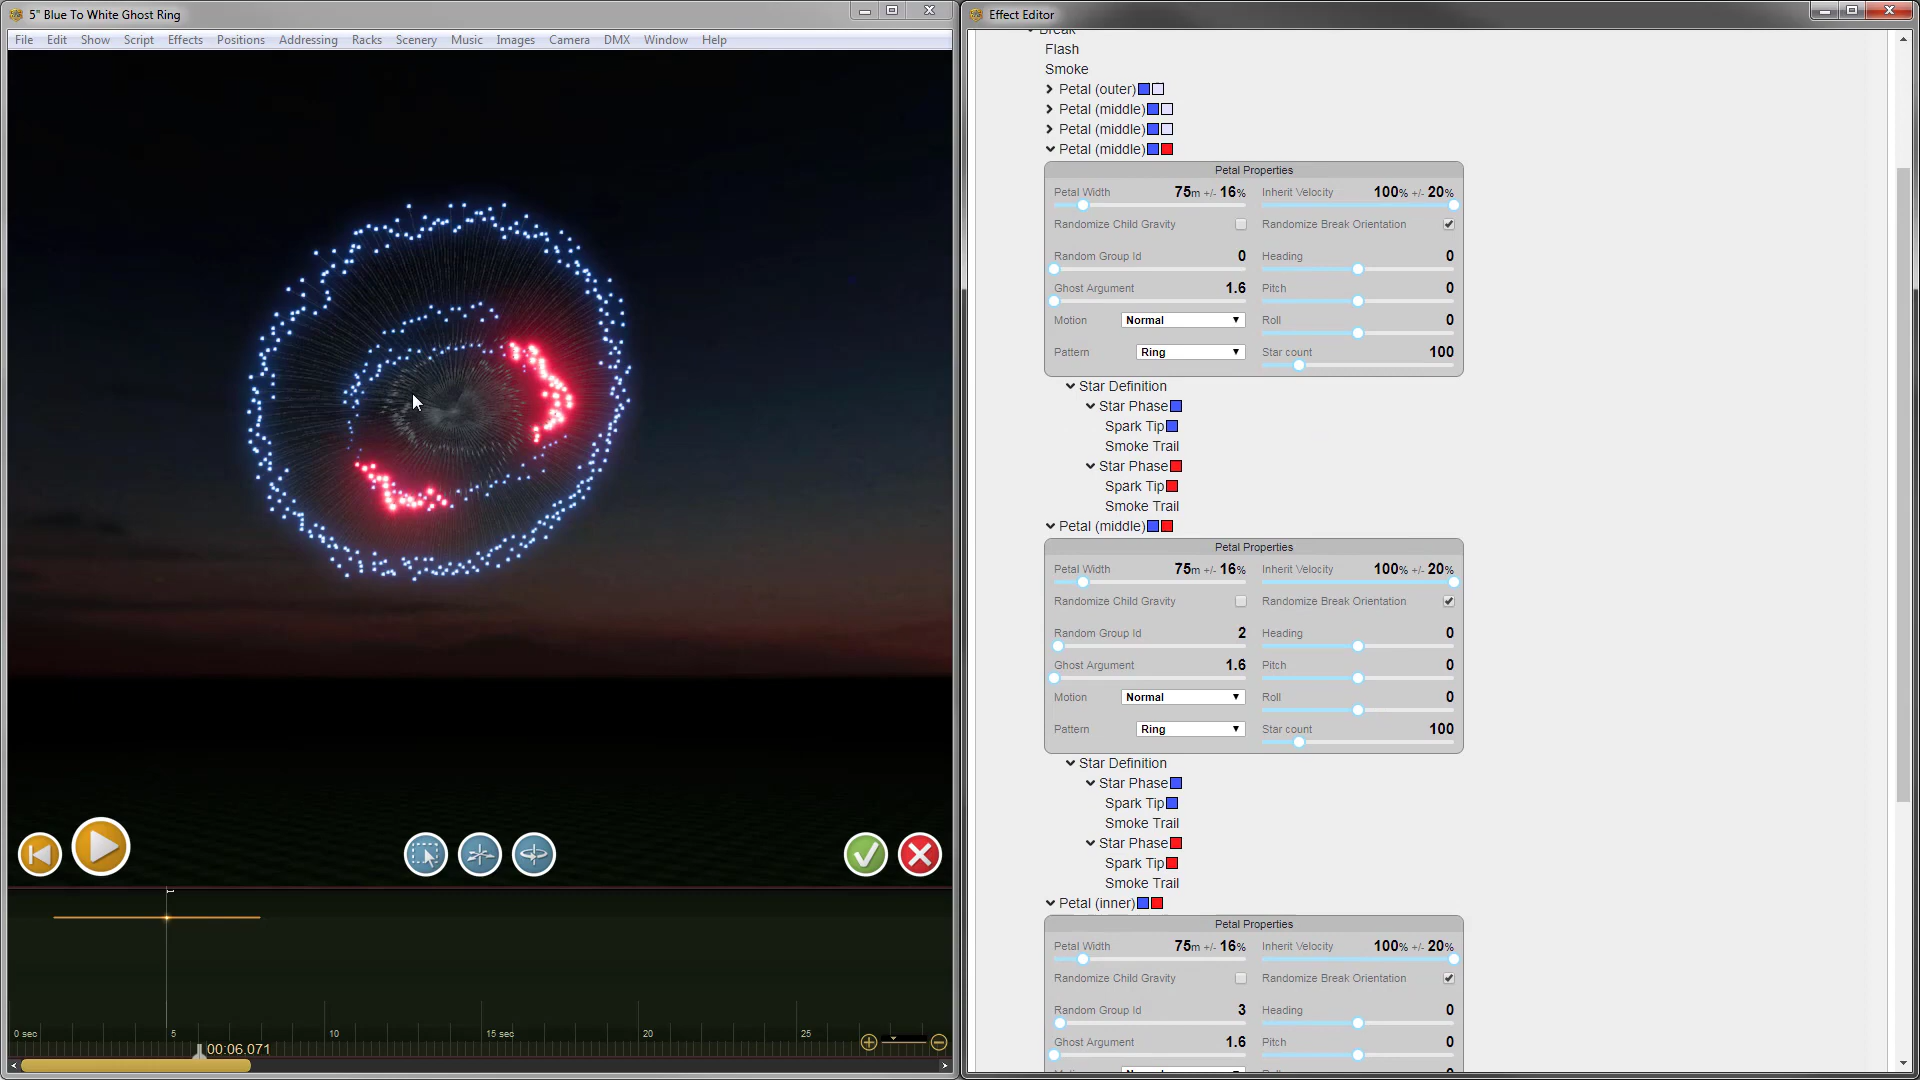 5" Blue To White Ghost Ring
File Edit Show Script Effects Positions Addressing Racks Scenery Music Images Camera DMX Window Help
0 sec 5 10 15 sec 20 25
00:06.071
Effect Editor
Break
Flash
Smoke
Petal (outer)
Petal (middle)
Petal (middle)
Petal (middle)
Petal Properties
Petal Width 75m +/- 16% Inherit Velocity 100% +/- 20%
Randomize Child Gravity Randomize Break Orientation
Random Group Id 0 Heading 0
Ghost Argument 1.6 Pitch 0
Motion Normal Roll 0
Pattern Ring Star count 100
Star Definition
Star Phase
Spark Tip
Smoke Trail
Star Phase
Spark Tip
Smoke Trail
Petal (middle)
Petal Properties
Petal Width 75m +/- 16% Inherit Velocity 100% +/- 20%
Randomize Child Gravity Randomize Break Orientation
Random Group Id 2 Heading 0
Ghost Argument 1.6 Pitch 0
Motion Normal Roll 0
Pattern Ring Star count 100
Star Definition
Star Phase
Spark Tip
Smoke Trail
Star Phase
Spark Tip
Smoke Trail
Petal (inner)
Petal Properties
Petal Width 75m +/- 16% Inherit Velocity 100% +/- 20%
Randomize Child Gravity Randomize Break Orientation
Random Group Id 3 Heading 0
Ghost Argument 1.6 Pitch 0